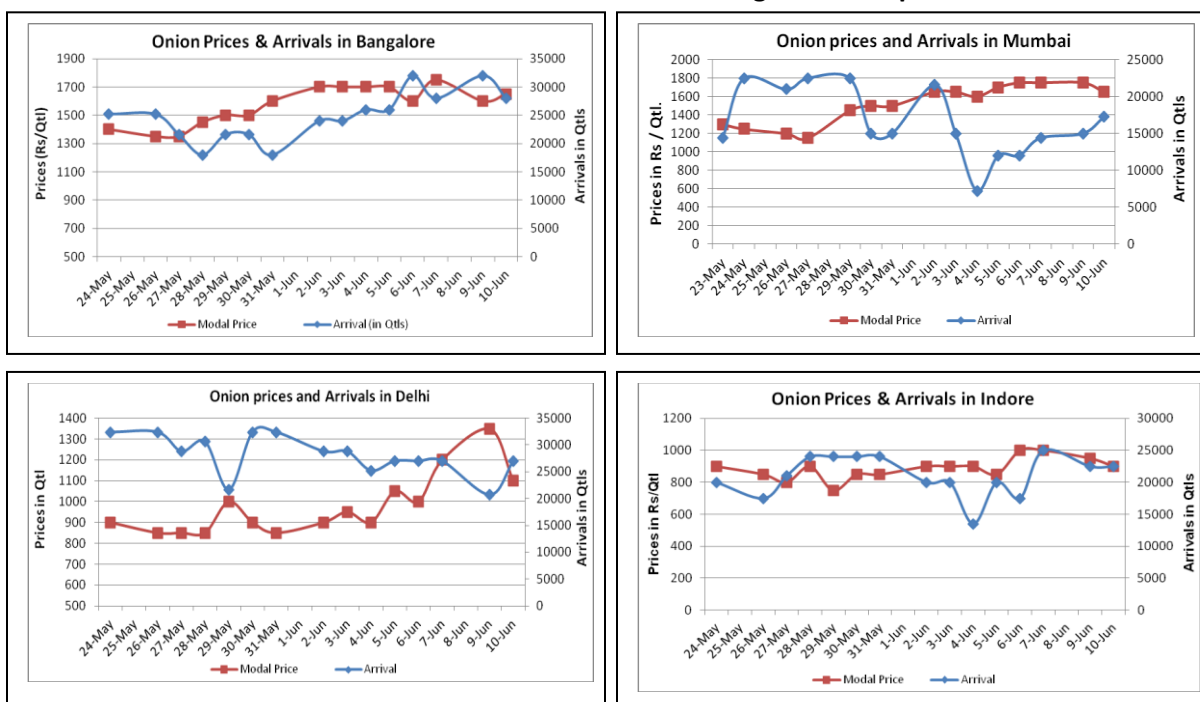 Onion Prices & Arrivals in Bangalore
Prices (Rs/Qtl)
1900
1700
1500
1300
1100
900
700
500
35000
30000
25000
20000
15000
10000
5000
0
Arrivals in Qtls
24-May
25-May
26-May
27-May
28-May
29-May
30-May
31-May
1-Jun
2-Jun
3-Jun
4-Jun
5-Jun
6-Jun
7-Jun
8-Jun
9-Jun
10-Jun
Modal Price
Arrival (in Qtls)
Onion prices and Arrivals in Mumbai
Prices in Rs / Qtl.
2000
1800
1600
1400
1200
1000
800
600
400
200
0
25000
20000
15000
10000
5000
0
Arrivals in Qtls
23-May
24-May
25-May
26-May
27-May
28-May
29-May
30-May
31-May
1-Jun
2-Jun
3-Jun
4-Jun
5-Jun
6-Jun
7-Jun
8-Jun
9-Jun
10-Jun
Modal Price
Arrival
Onion prices and Arrivals in Delhi
Prices in Qtl
1400
1300
1200
1100
1000
900
800
700
600
500
35000
30000
25000
20000
15000
10000
5000
0
Arrivals in Qtls
24-May
25-May
26-May
27-May
28-May
29-May
30-May
31-May
1-Jun
2-Jun
3-Jun
4-Jun
5-Jun
6-Jun
7-Jun
8-Jun
9-Jun
10-Jun
Modal Price
Arrival
Onion Prices & Arrivals in Indore
Prices in Rs/Qtl
1200
1000
800
600
400
200
0
30000
25000
20000
15000
10000
5000
0
Arrivals in Qtls
24-May
25-May
26-May
27-May
28-May
29-May
30-May
31-May
1-Jun
2-Jun
3-Jun
4-Jun
5-Jun
6-Jun
7-Jun
8-Jun
9-Jun
10-Jun
Modal Price
Arrival